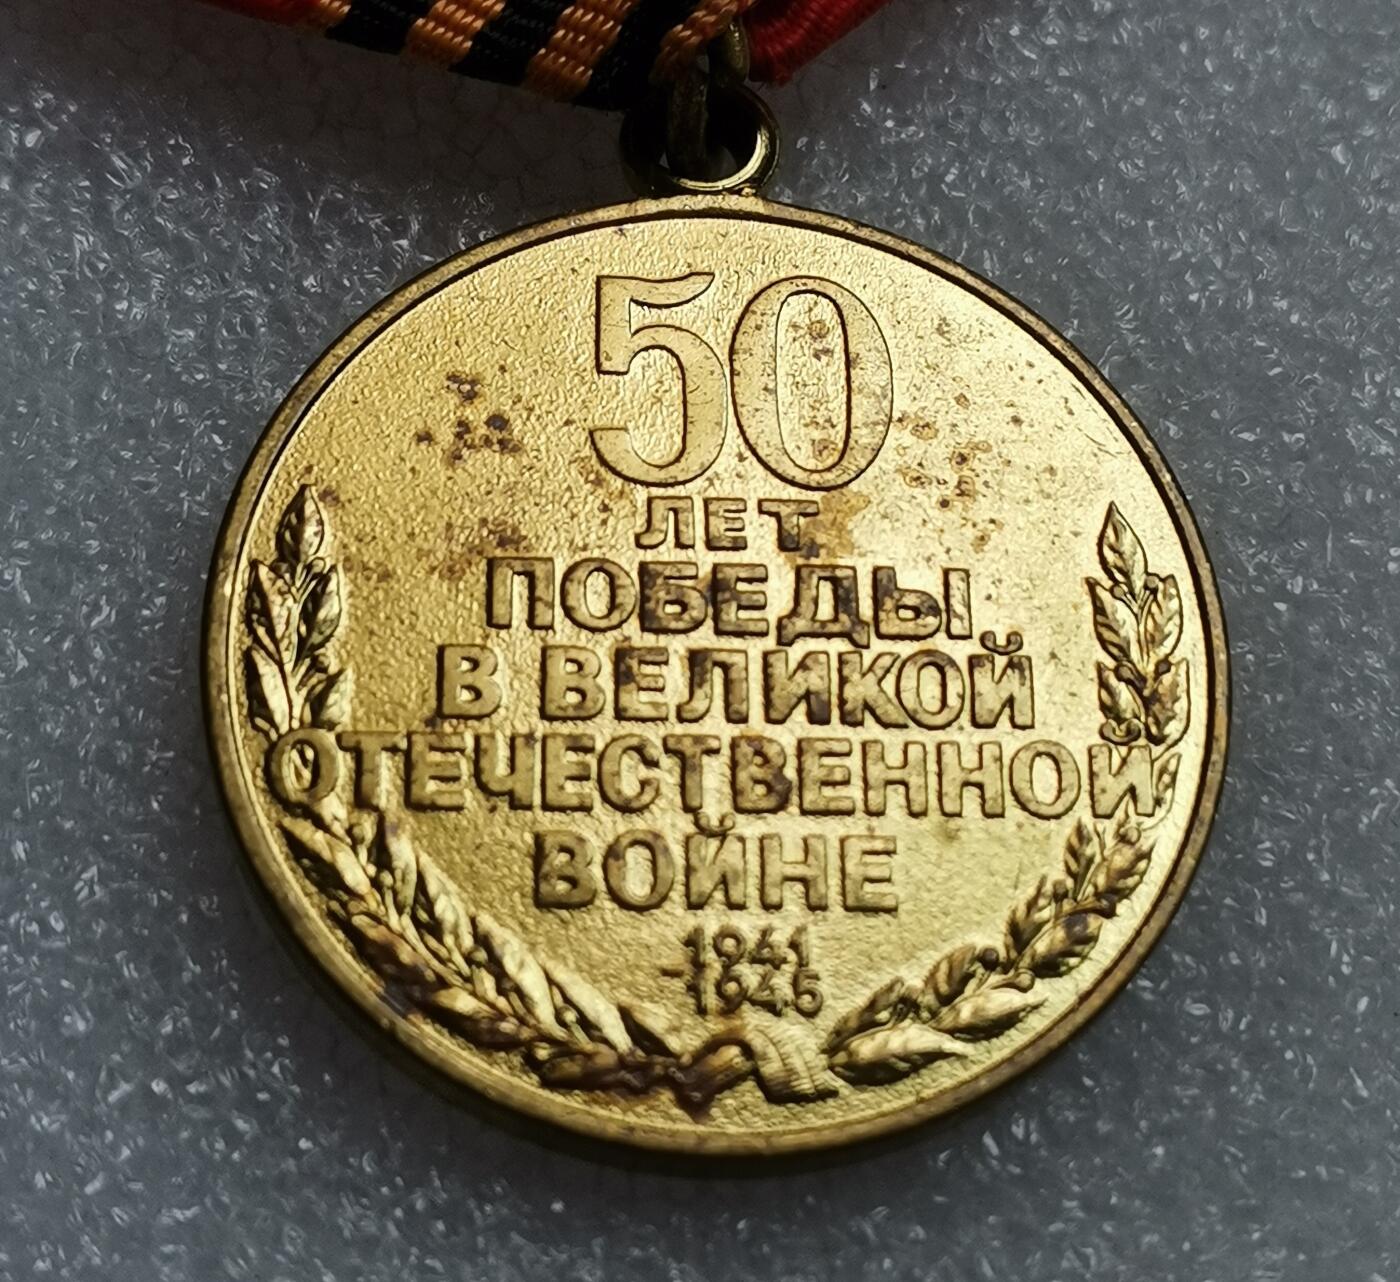 50
ЛЕТ
ПОБЕДЫ
В ВЕЛИКОЙ
ОТЕЧЕСТВЕННОЙ
ВОЙНЕ
1941
-1945